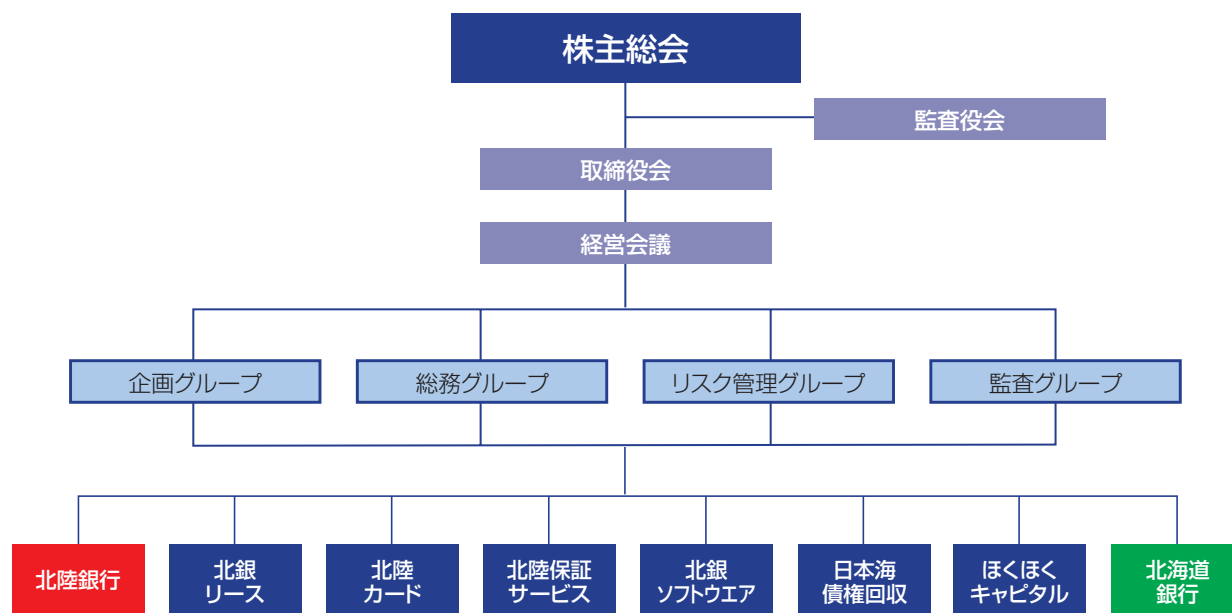 株主総会
監査役会
取締役会
経営会議
企画グループ
総務グループ
リスク管理グループ
監査グループ
北陸銀行
北銀
リース
北陸
カード
北陸保証
サービス
北銀
ソフトウエア
日本海
債権回収
ほくほく
キャピタル
北海道
銀行